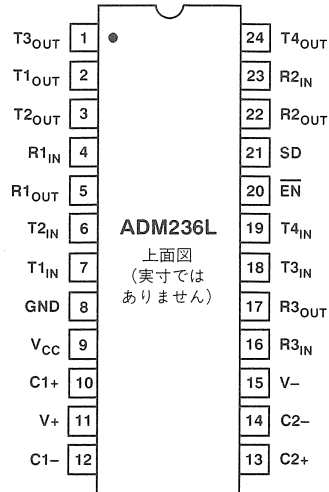 T3OUT 1 24 T4OUT
T1OUT 2 23 R2IN
T2OUT 3 22 R2OUT
R1IN 4 21 SD
R1OUT 5 20 E̅N̅
T2IN 6 19 T4IN
ADM236L
T1IN 7 18 T3IN
上面図
(実寸では
ありません)
GND 8 17 R3OUT
VCC 9 16 R3IN
C1+ 10 15 V–
V+ 11 14 C2–
C1– 12 13 C2+